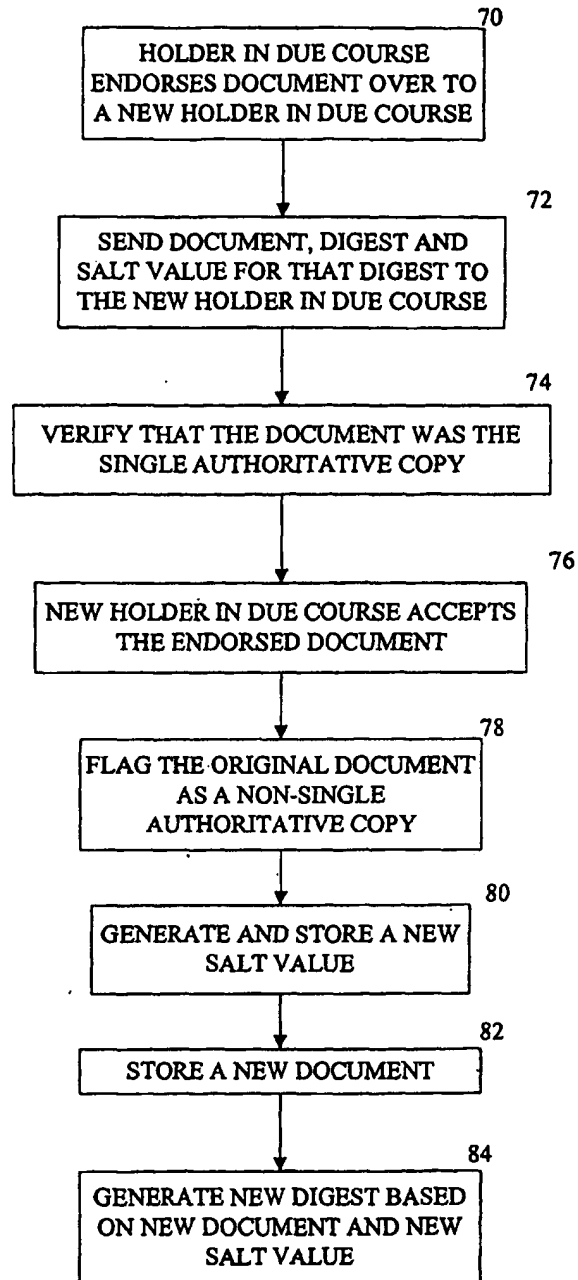 70
HOLDER IN DUE COURSE
ENDORSES DOCUMENT OVER TO
A NEW HOLDER IN DUE COURSE
72
SEND DOCUMENT, DIGEST AND
SALT VALUE FOR THAT DIGEST TO
THE NEW HOLDER IN DUE COURSE
74
VERIFY THAT THE DOCUMENT WAS THE
SINGLE AUTHORITATIVE COPY
76
NEW HOLDER IN DUE COURSE ACCEPTS
THE ENDORSED DOCUMENT
78
FLAG THE ORIGINAL DOCUMENT
AS A NON-SINGLE
AUTHORITATIVE COPY
80
GENERATE AND STORE A NEW
SALT VALUE
82
STORE A NEW DOCUMENT
84
GENERATE NEW DIGEST BASED
ON NEW DOCUMENT AND NEW
SALT VALUE